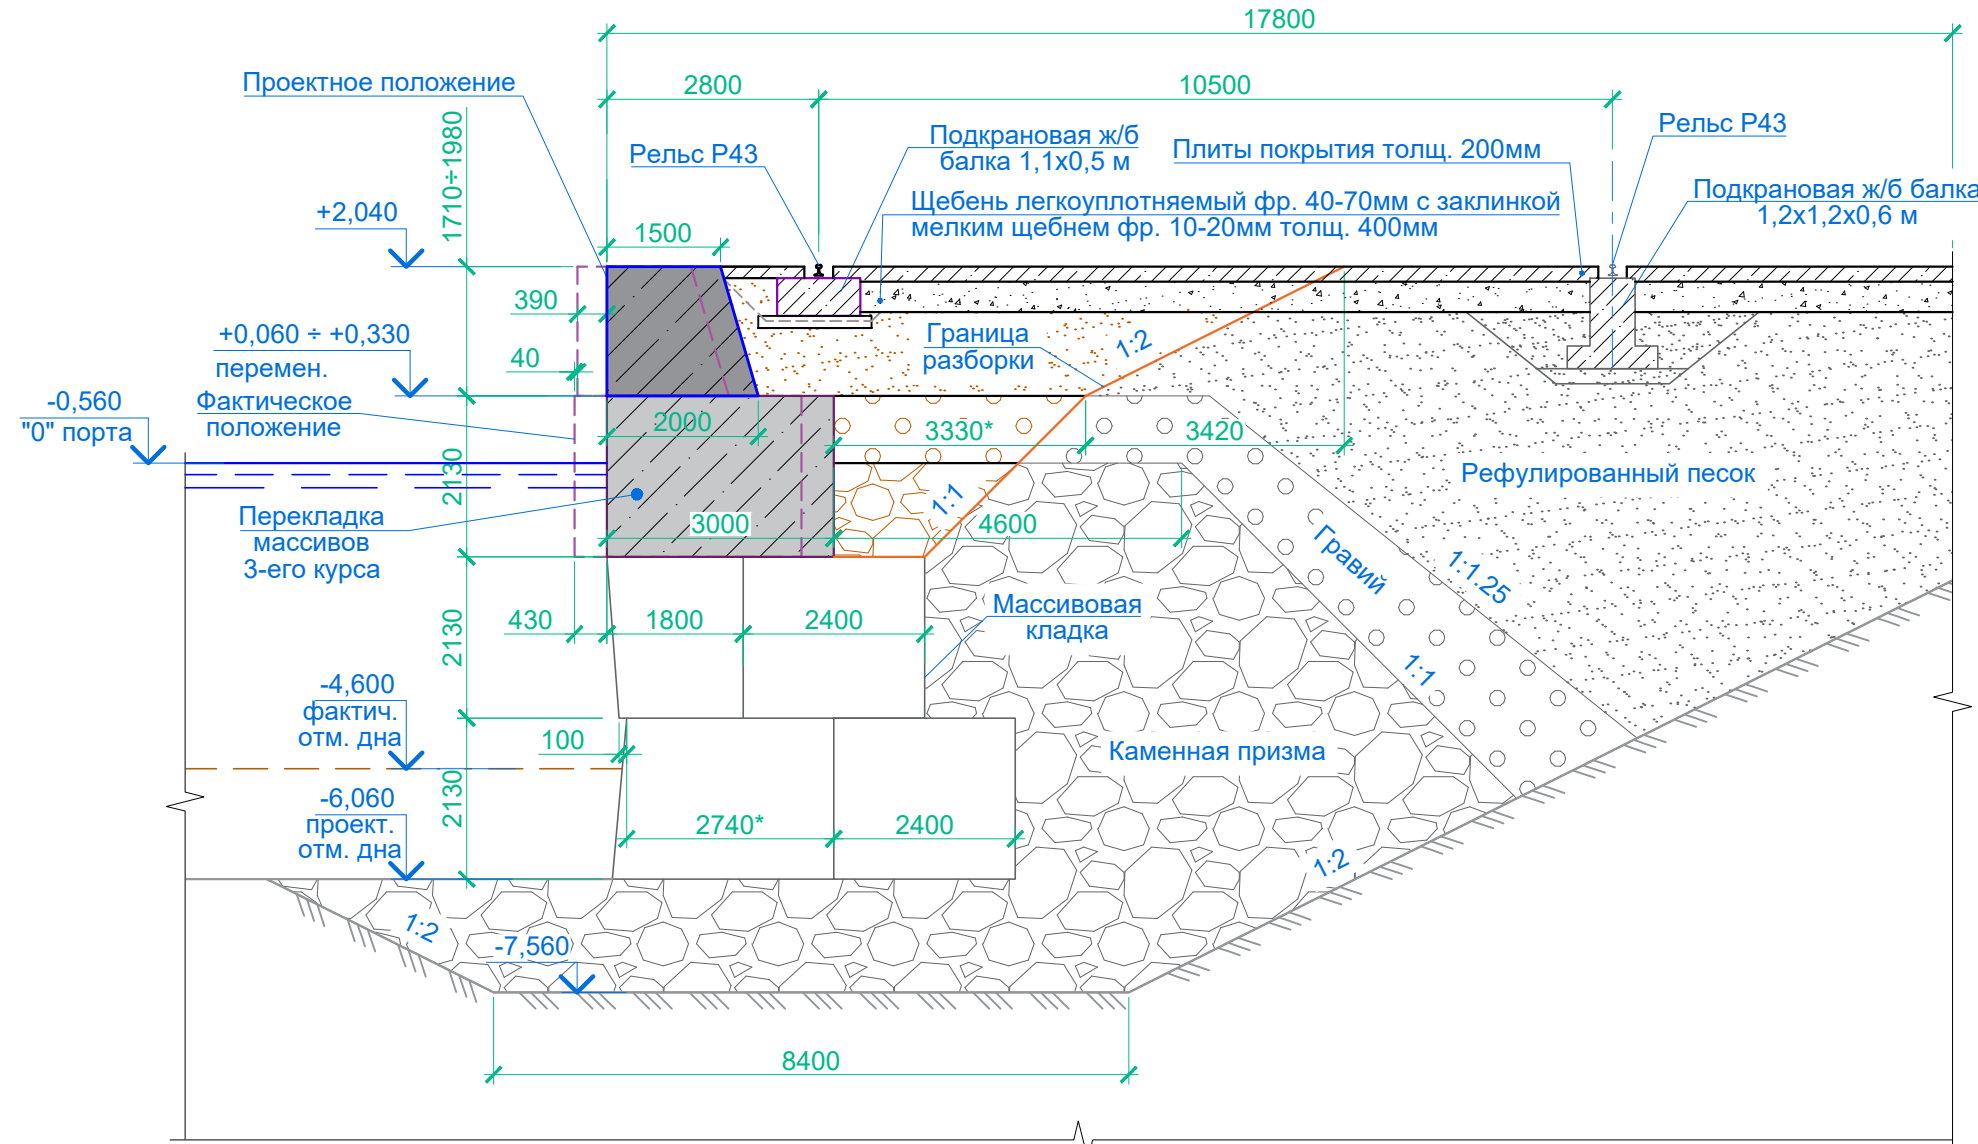 17800
2800
10500
Проектное положение
Рельс Р43
Подкрановая ж/б
балка 1,1х0,5 м
Плиты покрытия толщ. 200мм
Рельс Р43
1710÷1980
Щебень легкоуплотняемый фр. 40-70мм с заклинкой
мелким щебнем фр. 10-20мм толщ. 400мм
Подкрановая ж/б балка
1,2х1,2х0,6 м
+2,040
1500
390
+0,060 ÷ +0,330
перемен.
40
Граница
разборки
1:2
Фактическое
положение
-0,560
"0" порта
2000
3330*
3420
2130
Рефулированный песок
1:1
Перекладка
массивов
3-его курса
3000
4600
Гравий
1:1.25
430
1800
2400
2130
Массивовая
кладка
1:1
-4,600
фактич.
отм. дна
100
Каменная призма
2130
-6,060
проект.
отм. дна
2740*
2400
1:2
1:2
-7,560
8400